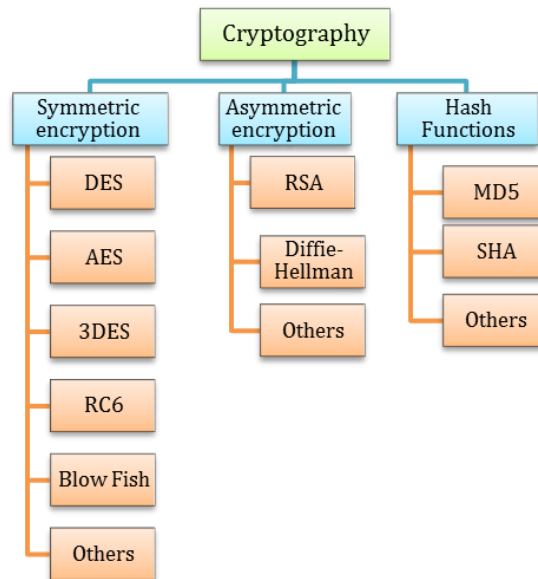 Cryptography
Symmetric
encryption
DES
AES
3DES
RC6
Blow Fish
Others
Asymmetric
encryption
RSA
Diffie-
Hellman
Others
Hash
Functions
MD5
SHA
Others